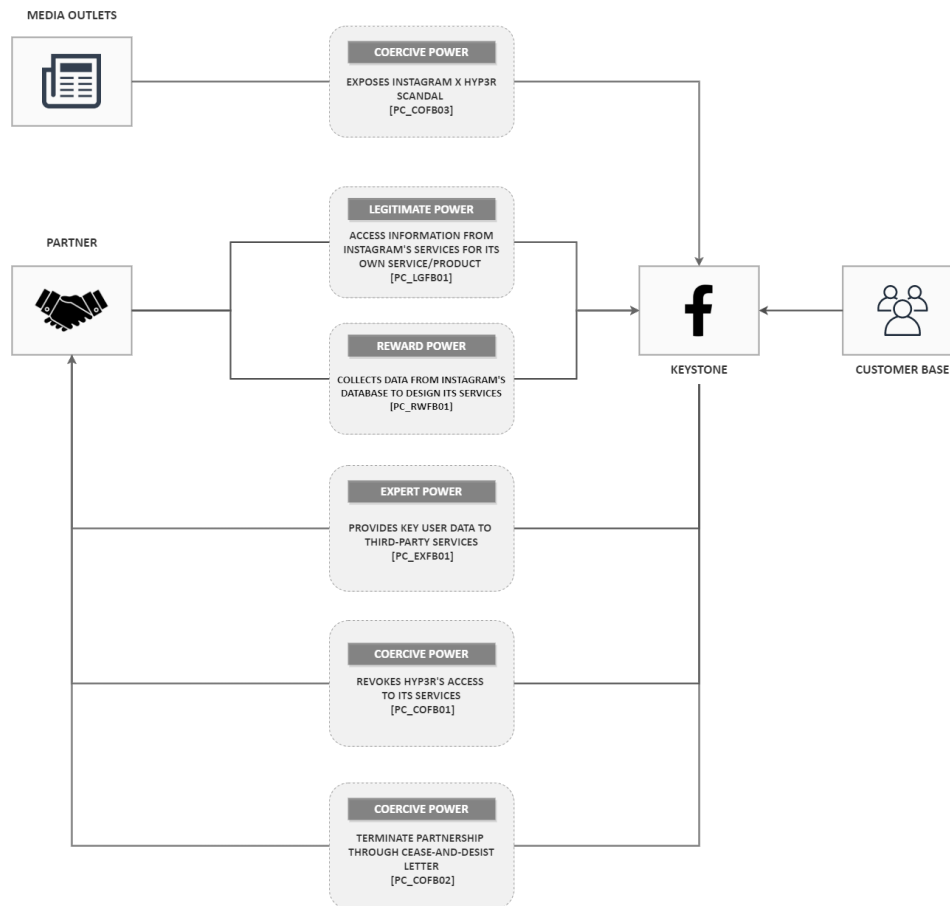 MEDIA OUTLETS
COERCIVE POWER
EXPOSES INSTAGRAM X HYP3R
SCANDAL
[PC_COFB03]
LEGITIMATE POWER
ACCESS INFORMATION FROM
INSTAGRAM'S SERVICES FOR ITS
OWN SERVICE/PRODUCT
[PC_LGFB01]
PARTNER
REWARD POWER
COLLECTS DATA FROM INSTAGRAM'S
DATABASE TO DESIGN ITS SERVICES
[PC_RWFB01]
KEYSTONE
CUSTOMER BASE
EXPERT POWER
PROVIDES KEY USER DATA TO
THIRD-PARTY SERVICES
[PC_EXFB01]
COERCIVE POWER
REVOKES HYP3R'S ACCESS
TO ITS SERVICES
[PC_COFB01]
COERCIVE POWER
TERMINATE PARTNERSHIP
THROUGH CEASE-AND-DESIST
LETTER
[PC_COFB02]